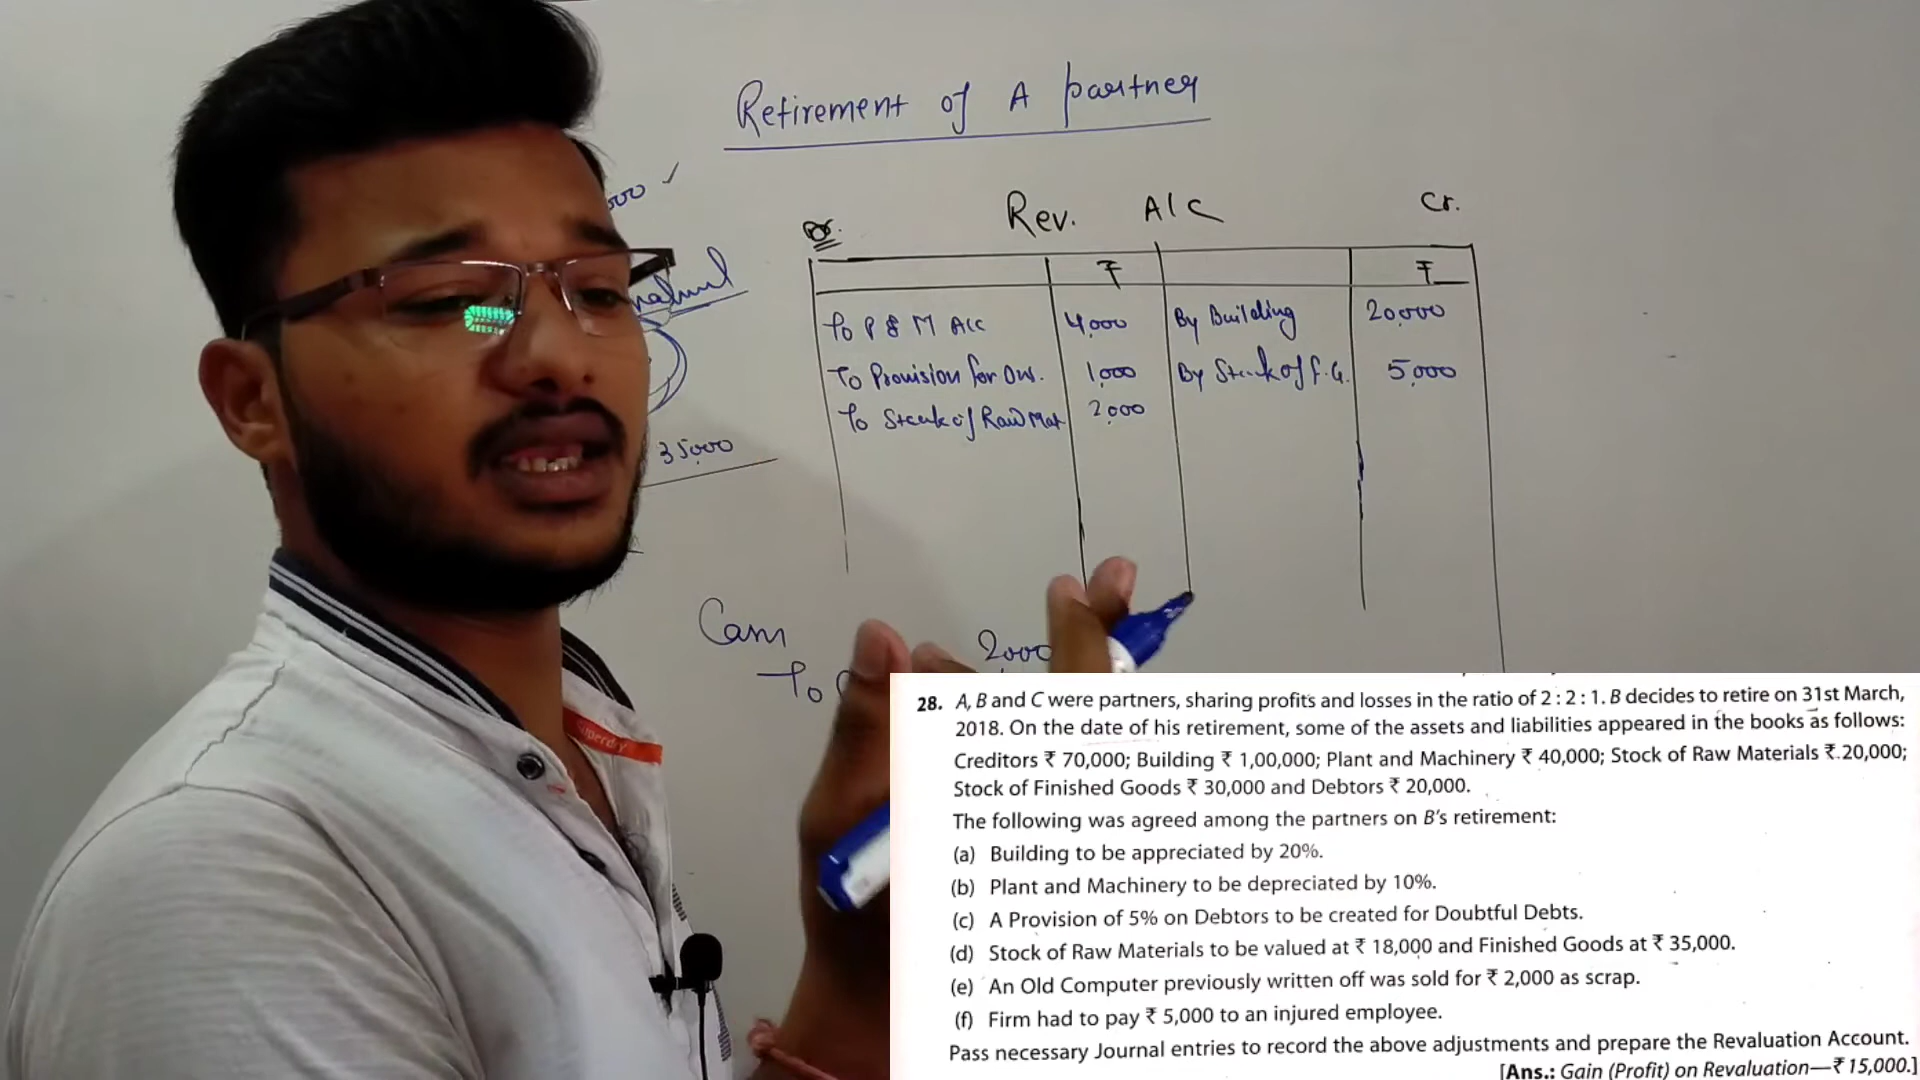 Retirement of A partner
000 ✓
Dr. Rev. A/C Cr.
₹ ₹
To P & M A/c 4,000 By Building 20,000
To Provision for 1,000 By Stock of F.G. 5,000
To Stock of Raw Mat 2,000
35,000
2000
To
Superdry
28. A, B and C were partners, sharing profits and losses in the ratio of 2 : 2 : 1. B decides to retire on 31st March,
2018. On the date of his retirement, some of the assets and liabilities appeared in the books as follows:
Creditors ₹ 70,000; Building ₹ 1,00,000; Plant and Machinery ₹ 40,000; Stock of Raw Materials ₹ 20,000;
Stock of Finished Goods ₹ 30,000 and Debtors ₹ 20,000.
The following was agreed among the partners on B's retirement:
(a) Building to be appreciated by 20%.
(b) Plant and Machinery to be depreciated by 10%.
(c) A Provision of 5% on Debtors to be created for Doubtful Debts.
(d) Stock of Raw Materials to be valued at ₹ 18,000 and Finished Goods at ₹ 35,000.
(e) An Old Computer previously written off was sold for ₹ 2,000 as scrap.
(f) Firm had to pay ₹ 5,000 to an injured employee.
Pass necessary Journal entries to record the above adjustments and prepare the Revaluation Account.
[Ans.: Gain (Profit) on Revaluation—₹ 15,000.]